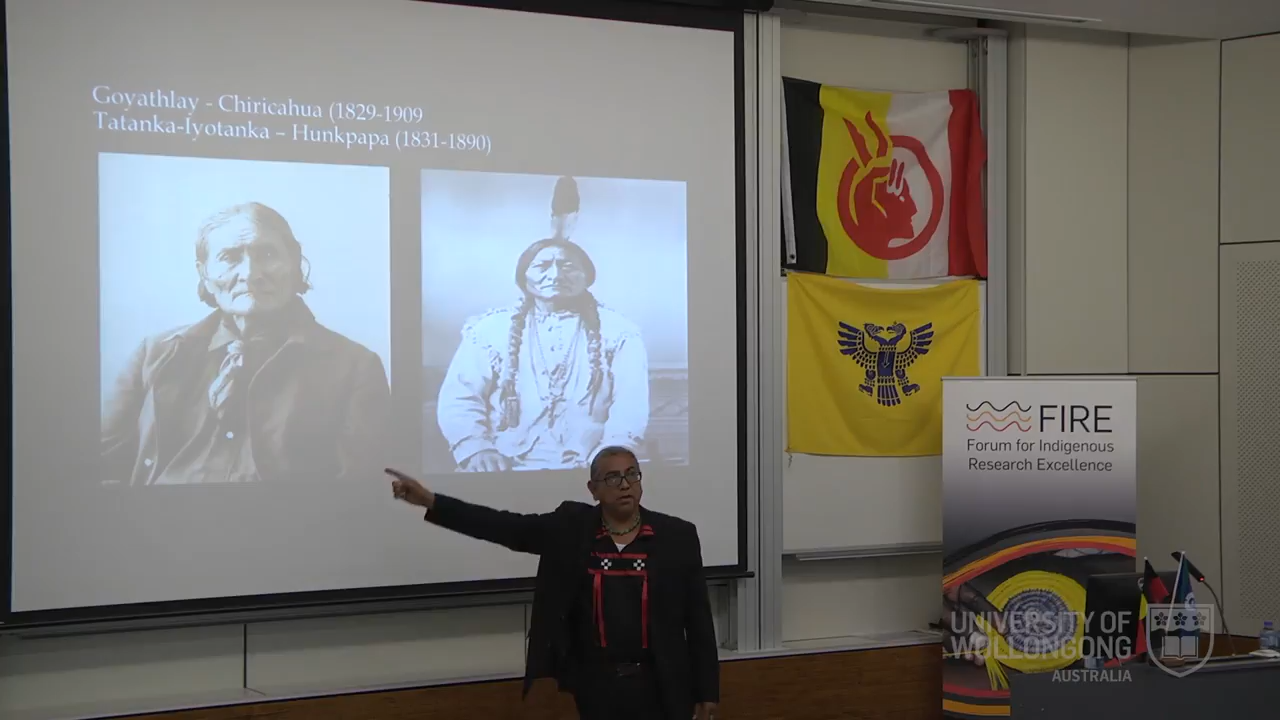 Goyathlay - Chiricahua (1829-1909
Tatanka-Iyotanka – Hunkpapa (1831-1890)
FIRE
Forum for Indigenous
Research Excellence
UNIVERSITY OF
WOLLONGONG
AUSTRALIA